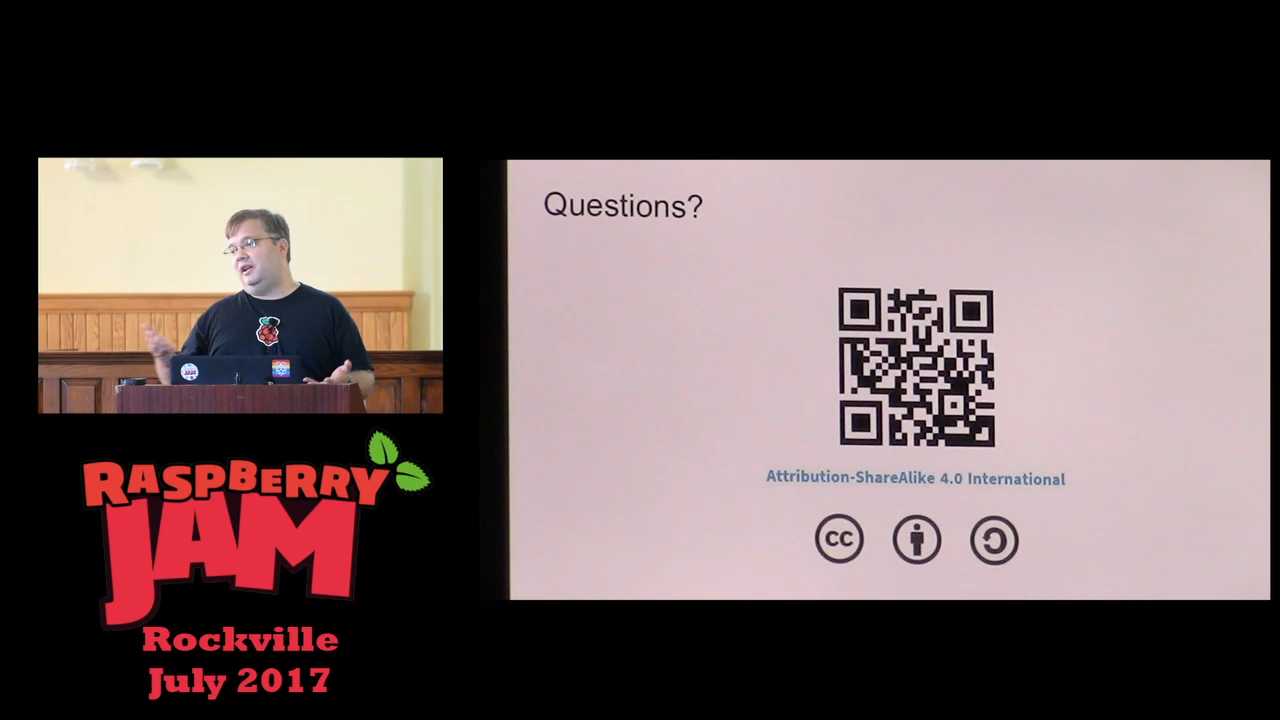 Questions?
Attribution-ShareAlike 4.0 International
cc
RASPBERRY
JAM
Rockville
July 2017